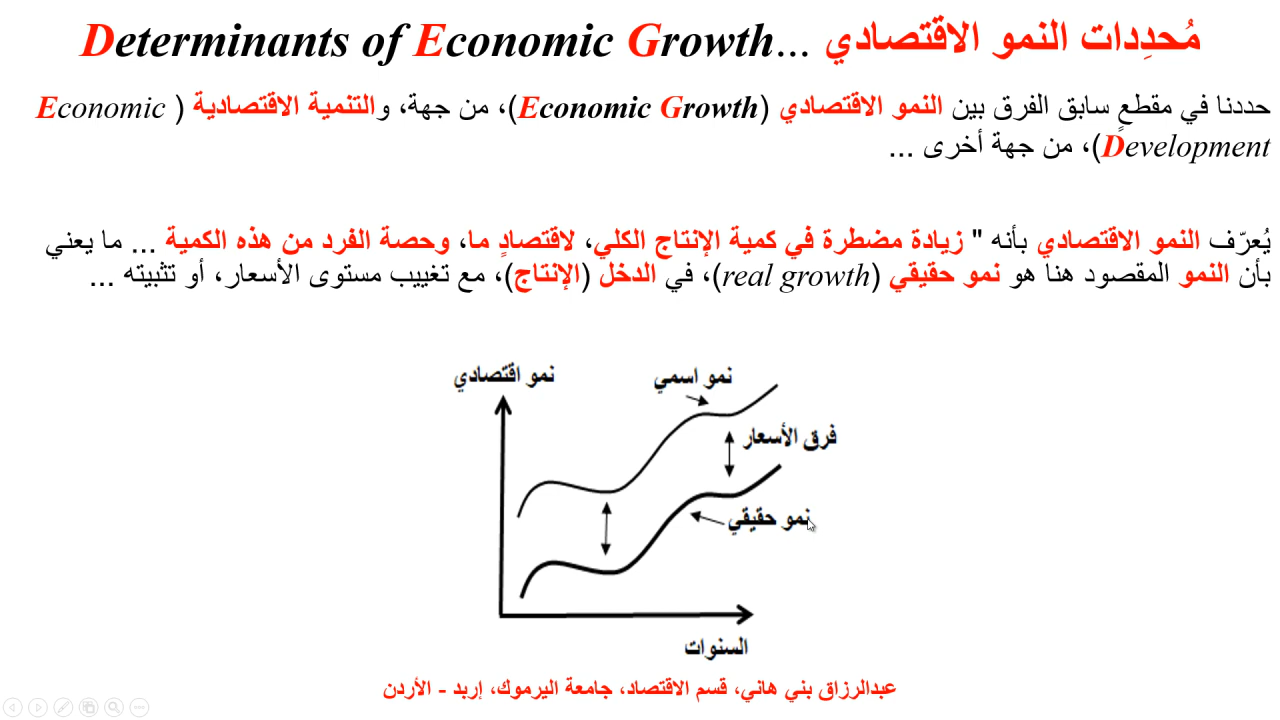 مُحدِدات النمو الاقتصادي ...Determinants of Economic Growth
حددنا في مقطعٍ سابق الفرق بين النمو الاقتصادي (Economic Growth)، من جهة، والتنمية الاقتصادية (Economic
Development)، من جهة أخرى ...
يُعرّف النمو الاقتصادي بأنه " زيادة مضطرة في كمية الإنتاج الكلي، لاقتصادٍ ما، وحصة الفرد من هذه الكمية ... ما يعني
بأن النمو المقصود هنا هو نمو حقيقي (real growth)، في الدخل (الإنتاج)، مع تغييب مستوى الأسعار، أو تثبيته ...
نمو اقتصادي
نمو اسمي
فرق الأسعار
نمو حقيقي
السنوات
عبدالرزاق بني هاني، قسم الاقتصاد، جامعة اليرموك، إربد - الأردن